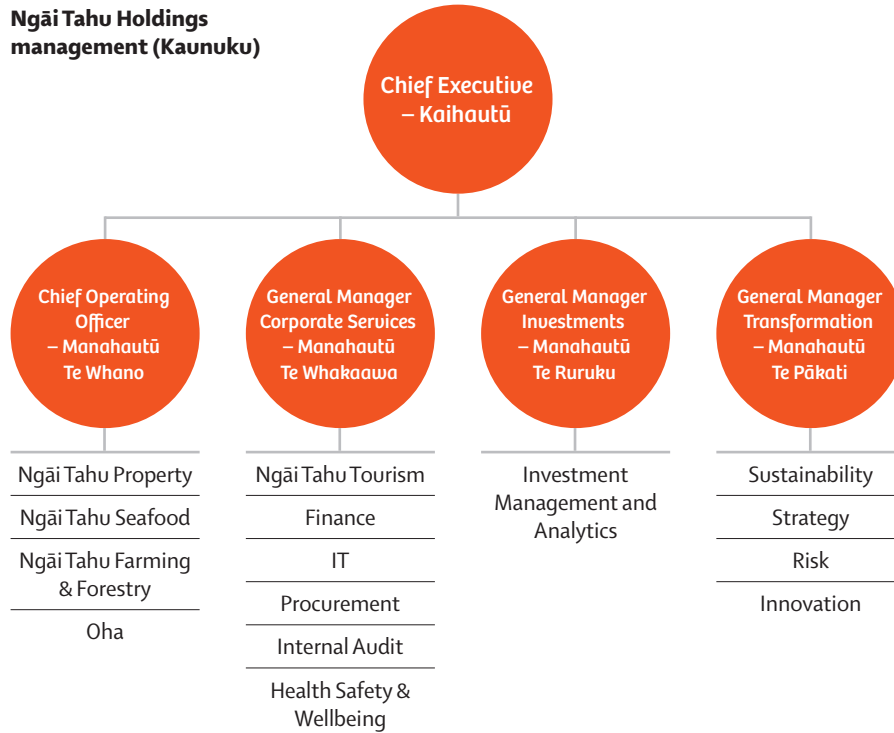 Ngāi Tahu Holdings
management (Kaunuku)
Chief Executive
– Kaihautū
Chief Operating
Officer
– Manahautū
Te Whano
General Manager
Corporate Services
– Manahautū
Te Whakaawa
General Manager
Investments
– Manahautū
Te Ruruku
General Manager
Transformation
– Manahautū
Te Pākati
Ngāi Tahu Property
Ngāi Tahu Seafood
Ngāi Tahu Farming
& Forestry
Oha
Ngāi Tahu Tourism
Finance
IT
Procurement
Internal Audit
Health Safety &
Wellbeing
Investment
Management and
Analytics
Sustainability
Strategy
Risk
Innovation